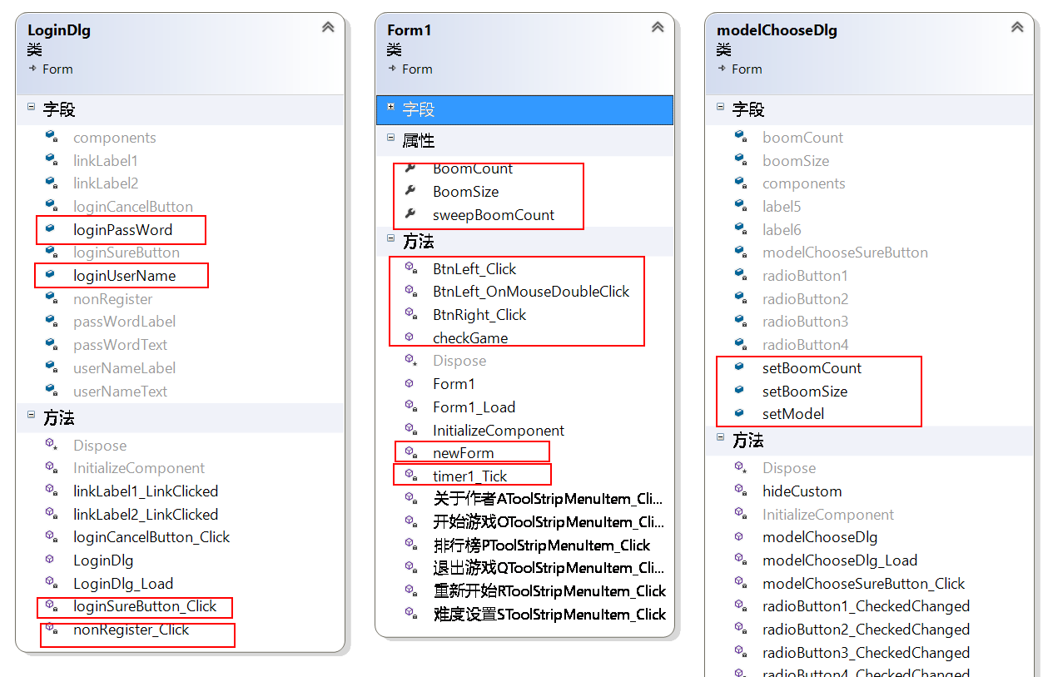 LoginDlg
类
Form
字段
components
linkLabel1
linkLabel2
loginCancelButton
loginPassWord
loginSureButton
loginUserName
nonRegister
passWordLabel
passWordText
userNameLabel
userNameText
方法
Dispose
InitializeComponent
linkLabel1_LinkClicked
linkLabel2_LinkClicked
loginCancelButton_Click
LoginDlg
LoginDlg_Load
loginSureButton_Click
nonRegister_Click
Form1
类
Form
字段
属性
BoomCount
BoomSize
sweepBoomCount
方法
BtnLeft_Click
BtnLeft_OnMouseDoubleClick
BtnRight_Click
checkGame
Dispose
Form1
Form1_Load
InitializeComponent
newForm
timer1_Tick
关于作者AToolStripMenuItem_Cli...
开始游戏OToolStripMenuItem_Cli...
排行榜PToolStripMenuItem_Click
退出游戏QToolStripMenuItem_Cli...
重新开始RToolStripMenuItem_Click
难度设置SToolStripMenuItem_Click
modelChooseDlg
类
Form
字段
boomCount
boomSize
components
label5
label6
modelChooseSureButton
radioButton1
radioButton2
radioButton3
radioButton4
setBoomCount
setBoomSize
setModel
方法
Dispose
hideCustom
InitializeComponent
modelChooseDlg
modelChooseDlg_Load
modelChooseSureButton_Click
radioButton1_CheckedChanged
radioButton2_CheckedChanged
radioButton3_CheckedChanged
radioButton4_CheckedChanged